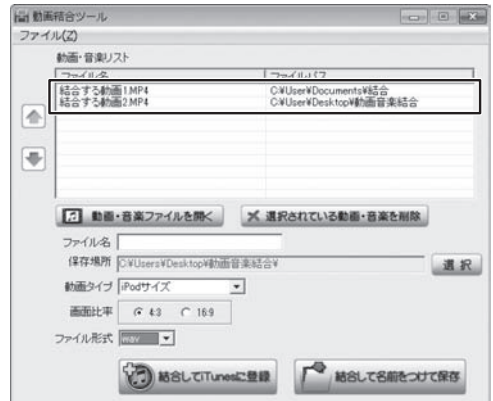 動画結合ツール
ファイル(Z)
動画・音楽リスト
ファイル名 ファイルパス
結合する動画1.MP4 C:¥User¥Documents¥結合
結合する動画2.MP4 C:¥User¥Desktop¥動画音楽結合
動画・音楽ファイルを開く 選択されている動画・音楽を削除
ファイル名
保存場所 C:¥Users¥Desktop¥動画音楽結合¥ 選択
動画タイプ iPodサイズ
画面比率 4:3 16:9
ファイル形式 wav
結合してiTunesに登録 結合して名前をつけて保存